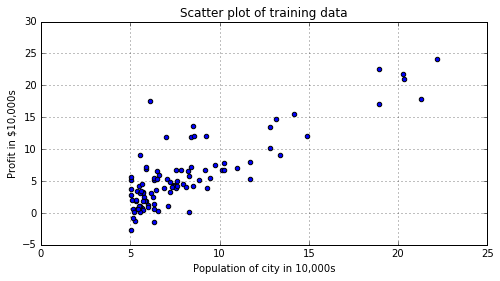 Scatter plot of training data
Profit in $10,000s
30
25
20
15
10
5
0
−5
0 5 10 15 20 25
Population of city in 10,000s